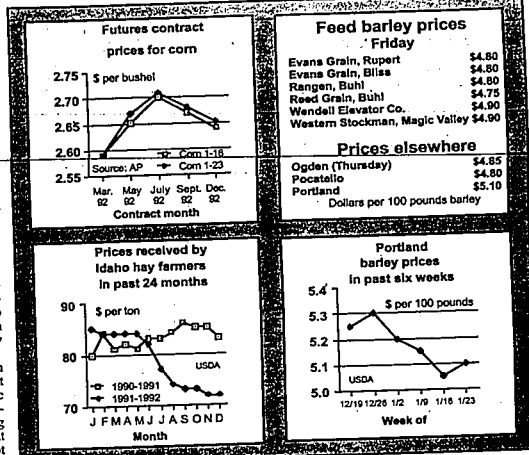 Futures contract
prices for corn
$ per bushel
2.75
2.70
2.65
2.60
2.55
Source: AP
Corn 1-16
Corn 1-23
Mar. May July Sept. Dec.
92 92 92 92 92
Contract month
Feed barley prices
Friday
Evans Grain, Rupert $4.80
Evans Grain, Bliss $4.80
Rangen, Buhl $4.80
Reed Grain, Buhl $4.75
Wendell Elevator Co. $4.90
Western Stockman, Magic Valley $4.90
Prices elsewhere
Ogden (Thursday) $4.85
Pocatello $4.80
Portland $5.10
Dollars per 100 pounds barley
Prices received by
Idaho hay farmers
in past 24 months
$ per ton
90
80
70
USDA
1990-1991
1991-1992
J F M A M J J A S O N D
Month
Portland
barley prices
in past six weeks
$ per 100 pounds
5.4
5.3
5.2
5.1
5.0
USDA
12/19 12/26 1/2 1/9 1/16 1/23
Week of